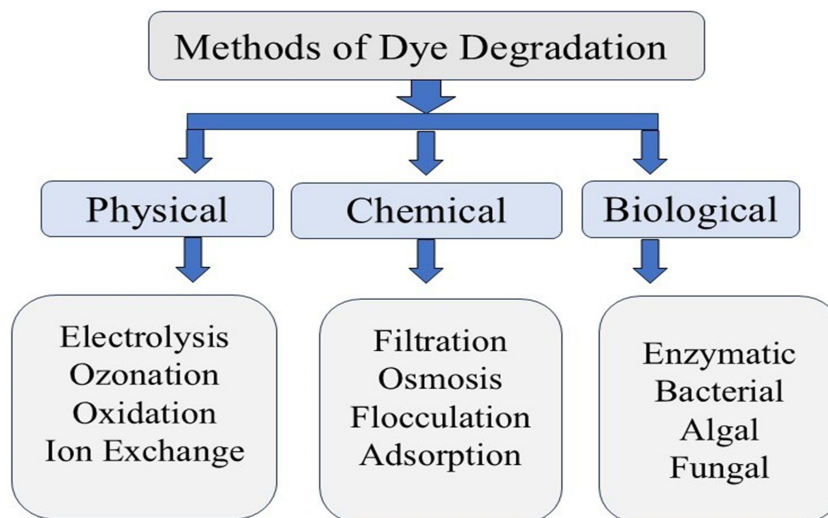 Methods of Dye Degradation
Physical
Chemical
Biological
Electrolysis
Ozonation
Oxidation
Ion Exchange
Filtration
Osmosis
Flocculation
Adsorption
Enzymatic
Bacterial
Algal
Fungal